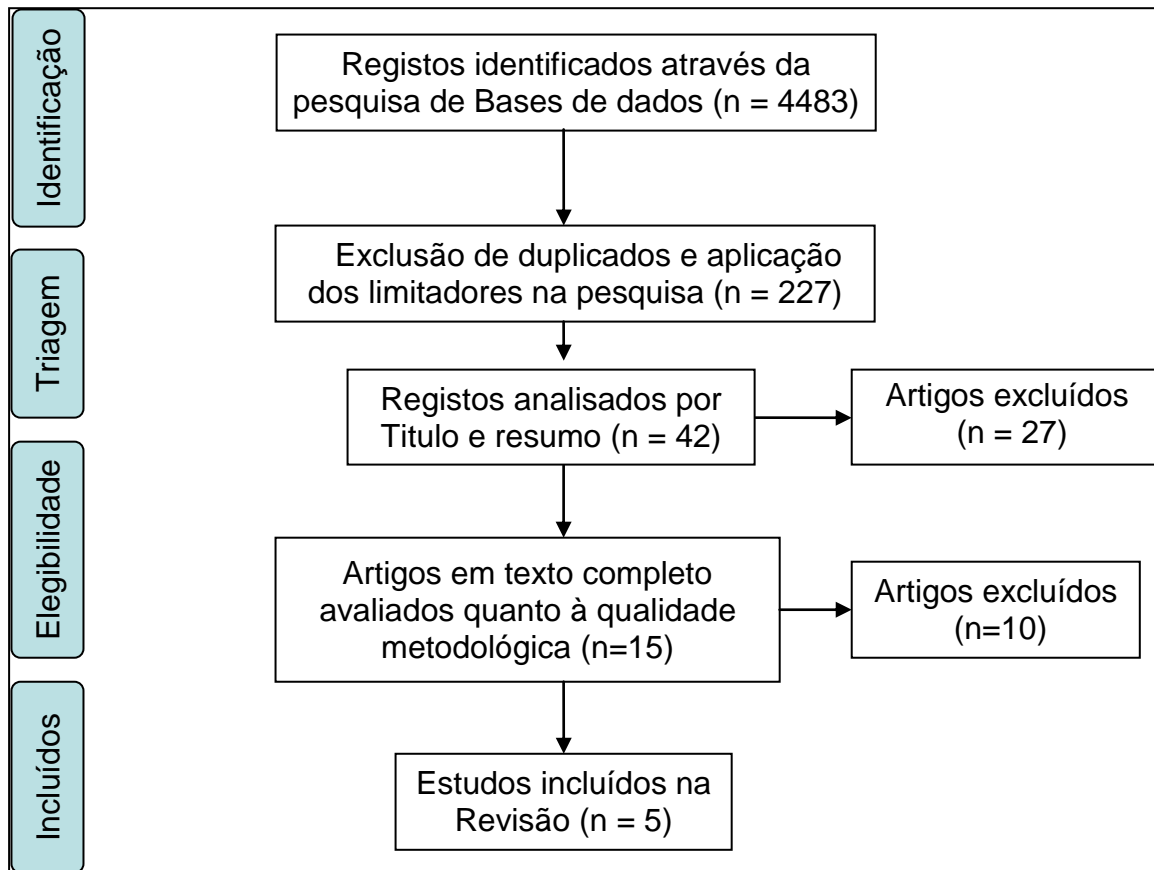 Identificação
Registos identificados através da
pesquisa de Bases de dados (n = 4483)
Triagem
Exclusão de duplicados e aplicação
dos limitadores na pesquisa (n = 227)
Registos analisados por
Titulo e resumo (n = 42)
Artigos excluídos
(n = 27)
Elegibilidade
Artigos em texto completo
avaliados quanto à qualidade
metodológica (n=15)
Artigos excluídos
(n=10)
Incluídos
Estudos incluídos na
Revisão (n = 5)